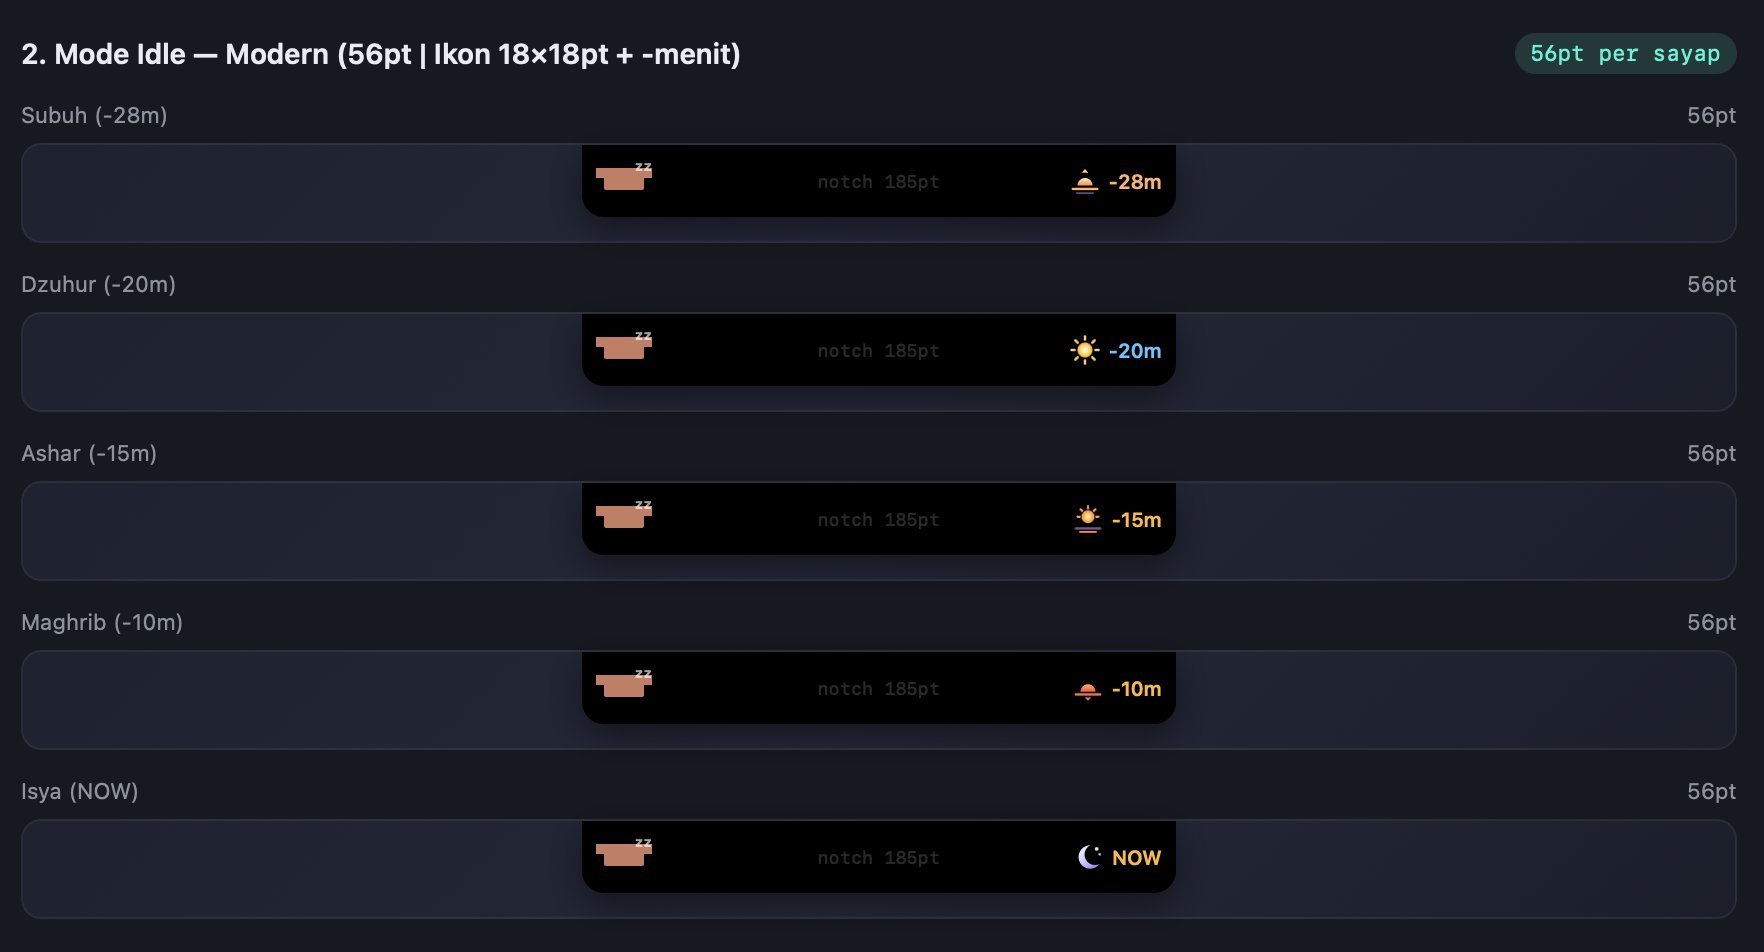 2. Mode Idle — Modern (56pt | Ikon 18×18pt + -menit)
56pt per sayap
Subuh (-28m)
56pt
zz
notch 185pt
-28m
Dzuhur (-20m)
56pt
zz
notch 185pt
-20m
Ashar (-15m)
56pt
zz
notch 185pt
-15m
Maghrib (-10m)
56pt
zz
notch 185pt
-10m
Isya (NOW)
56pt
zz
notch 185pt
NOW